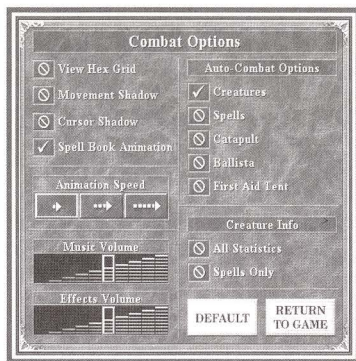 Combat Options
View Hex Grid
Movement Shadow
Cursor Shadow
Spell Book Animation
Animation Speed
Music Volume
Effects Volume
Auto-Combat Options
Creatures
Spells
Catapult
Ballista
First Aid Tent
Creature Info
All Statistics
Spells Only
DEFAULT
RETURN
TO GAME